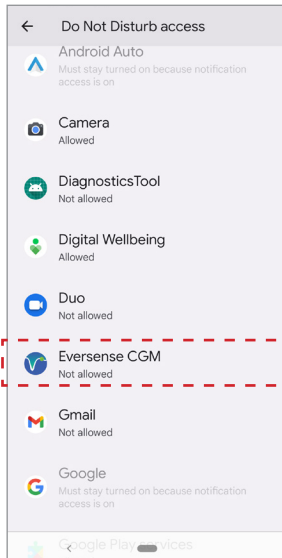 Do Not Disturb access
Android Auto
Must stay turned on because notification
access is on
Camera
Allowed
DiagnosticsTool
Not allowed
Digital Wellbeing
Allowed
Duo
Not allowed
Eversense CGM
Not allowed
Gmail
Not allowed
Google
Must stay turned on because notification
access is on
Google Play services